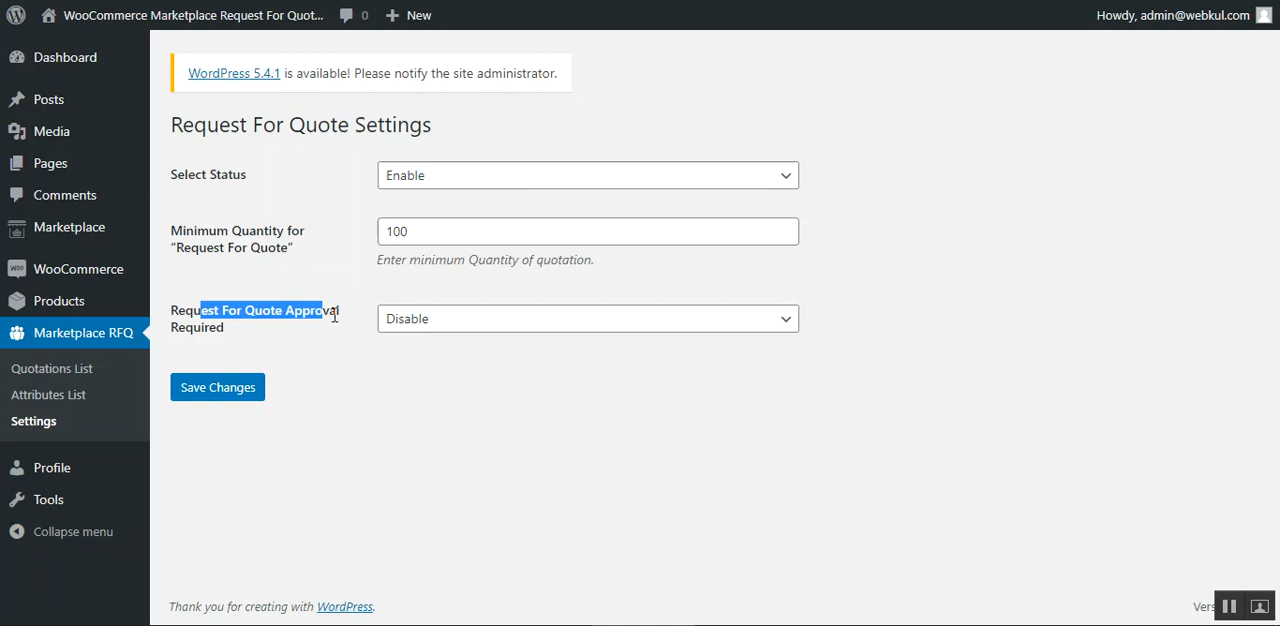 WooCommerce Marketplace Request For Quot... 0 New
Howdy, admin@webkul.com
Dashboard
Posts
Media
Pages
Comments
Marketplace
WooCommerce
Products
Marketplace RFQ
Quotations List
Attributes List
Settings
Profile
Tools
Collapse menu
WordPress 5.4.1 is available! Please notify the site administrator.
Request For Quote Settings
Select Status
Enable
Minimum Quantity for
“Request For Quote”
100
Enter minimum Quantity of quotation.
Request For Quote Approval
Required
Disable
Save Changes
Thank you for creating with WordPress.